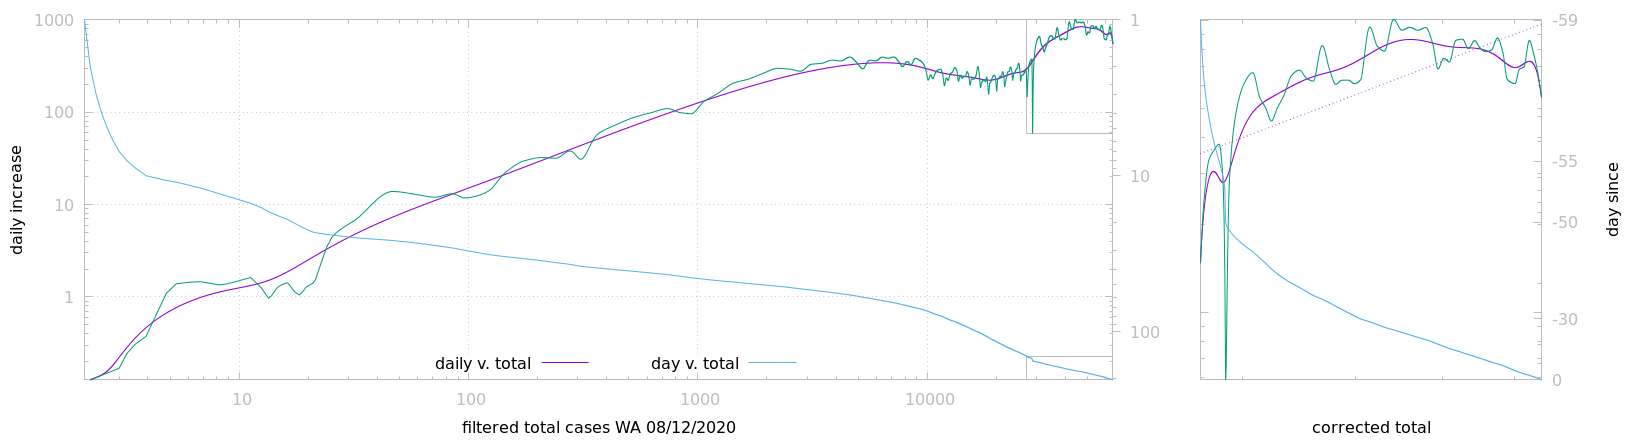 1000
100
10
1
daily increase
10
100
1000
10000
filtered total cases WA 08/12/2020
daily v. total
day v. total
1
10
100
-59
-55
-50
-30
0
day since
corrected total